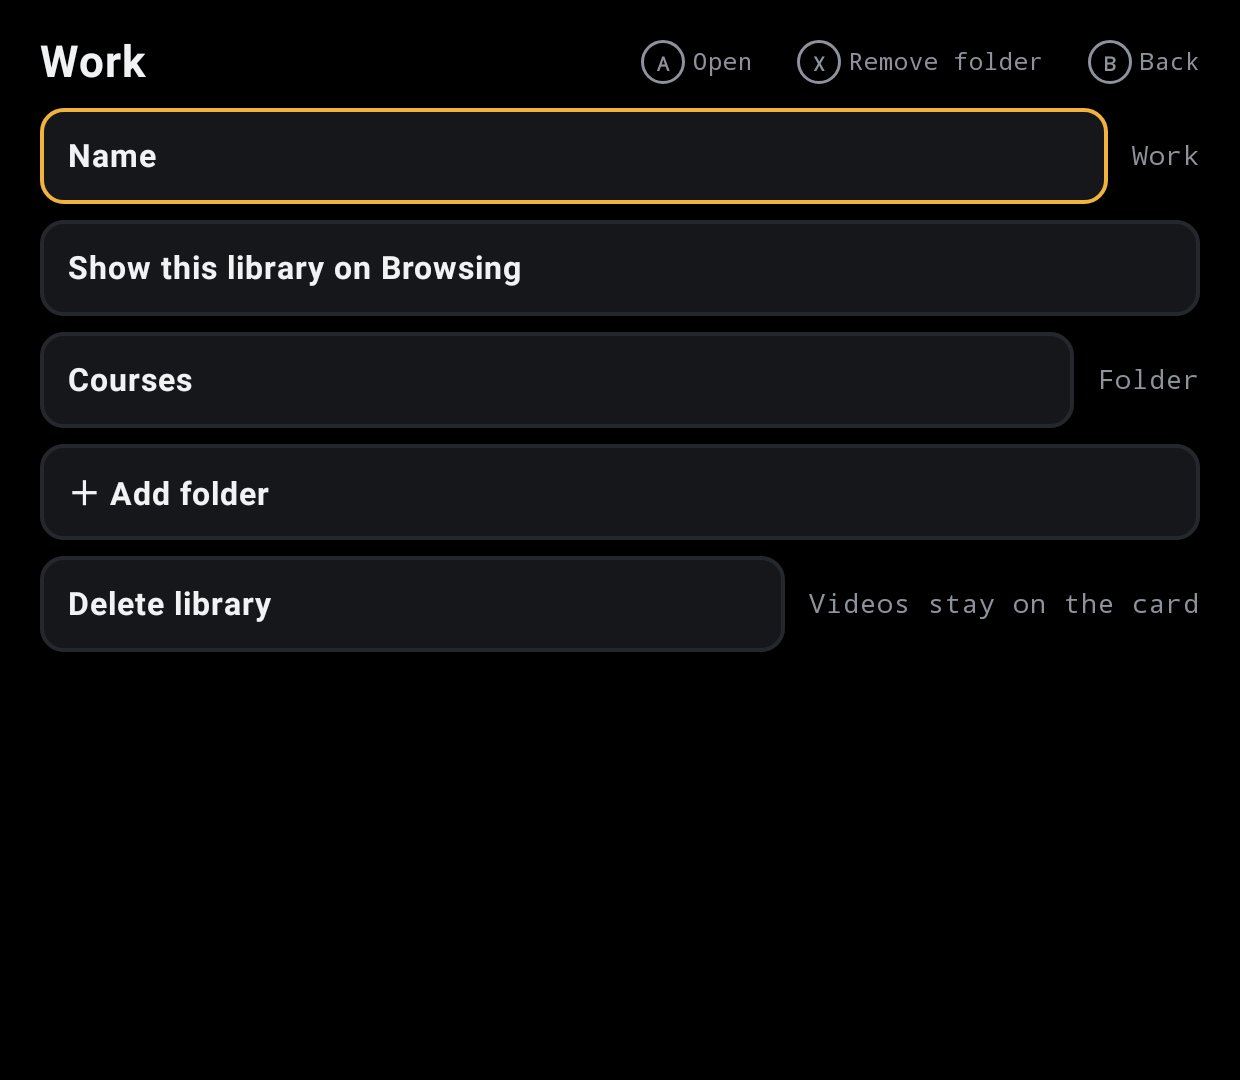 Work
A Open X Remove folder B Back
Name Work
Show this library on Browsing
Courses Folder
+ Add folder
Delete library Videos stay on the card